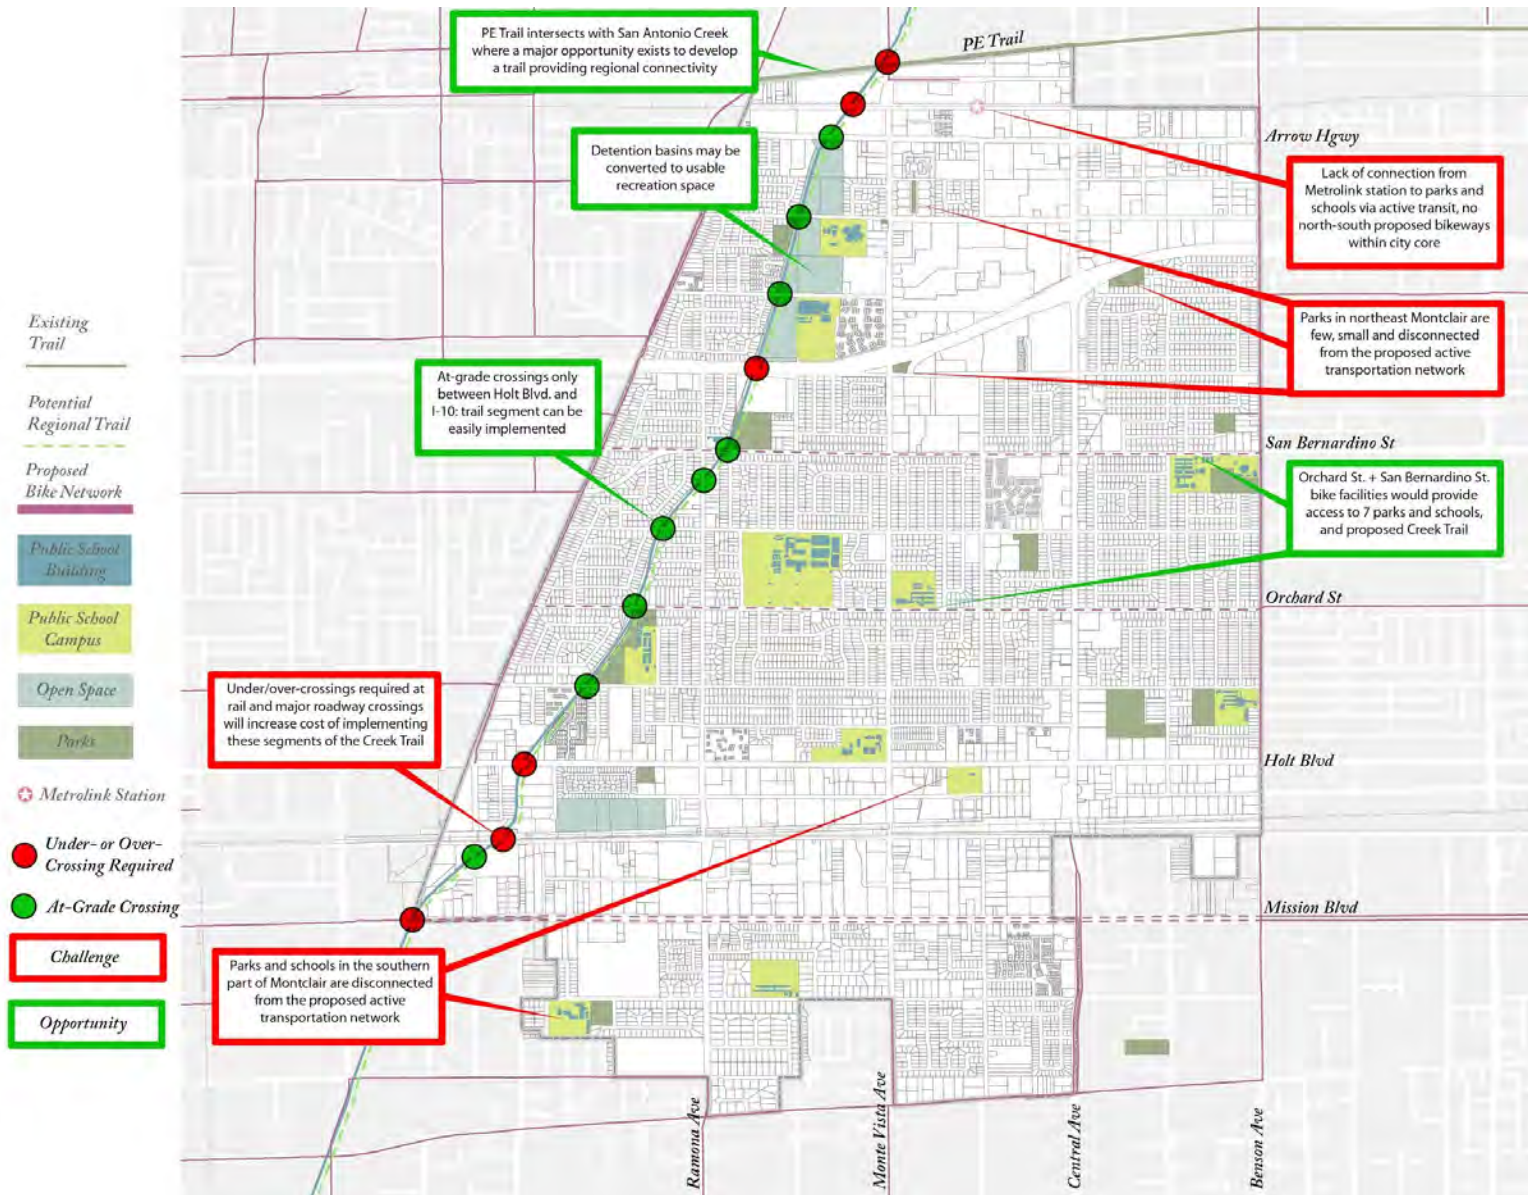 PE Trail intersects with San Antonio Creek
where a major opportunity exists to develop
a trail providing regional connectivity
PE Trail
Detention basins may be
converted to usable
recreation space
Arrow Hgwy
Lack of connection from
Metrolink station to parks and
schools via active transit, no
north-south proposed bikeways
within city core
Parks in northeast Montclair are
few, small and disconnected
from the proposed active
transportation network
At-grade crossings only
between Holt Blvd. and
I-10: trail segment can be
easily implemented
San Bernardino St
Orchard St. + San Bernardino St.
bike facilities would provide
access to 7 parks and schools,
and proposed Creek Trail
Orchard St
Under/over-crossings required at
rail and major roadway crossings
will increase cost of implementing
these segments of the Creek Trail
Holt Blvd
Mission Blvd
Parks and schools in the southern
part of Montclair are disconnected
from the proposed active
transportation network
Ramona Ave
Monte Vista Ave
Central Ave
Benson Ave
Existing
Trail
Potential
Regional Trail
Proposed
Bike Network
Public School
Building
Public School
Campus
Open Space
Parks
Metrolink Station
Under- or Over-
Crossing Required
At-Grade Crossing
Challenge
Opportunity